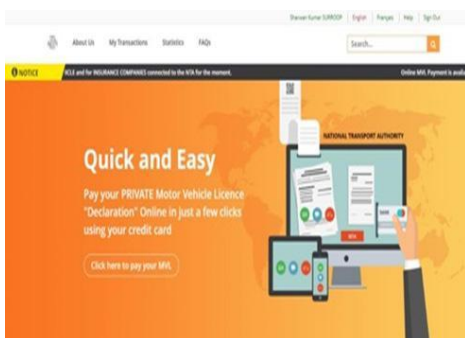 Sharwan Kumar SURROOP English Français Help Sign Out
About Us My Transactions Statistics FAQs Search...
NOTICE ICLE and for INSURANCE COMPANIES connected to the NTA for the moment. Online MVL Payment is availa
NATIONAL TRANSPORT AUTHORITY
Quick and Easy
Pay your PRIVATE Motor Vehicle Licence
"Declaration" Online in just a few clicks
using your credit card
Click here to pay your MVL